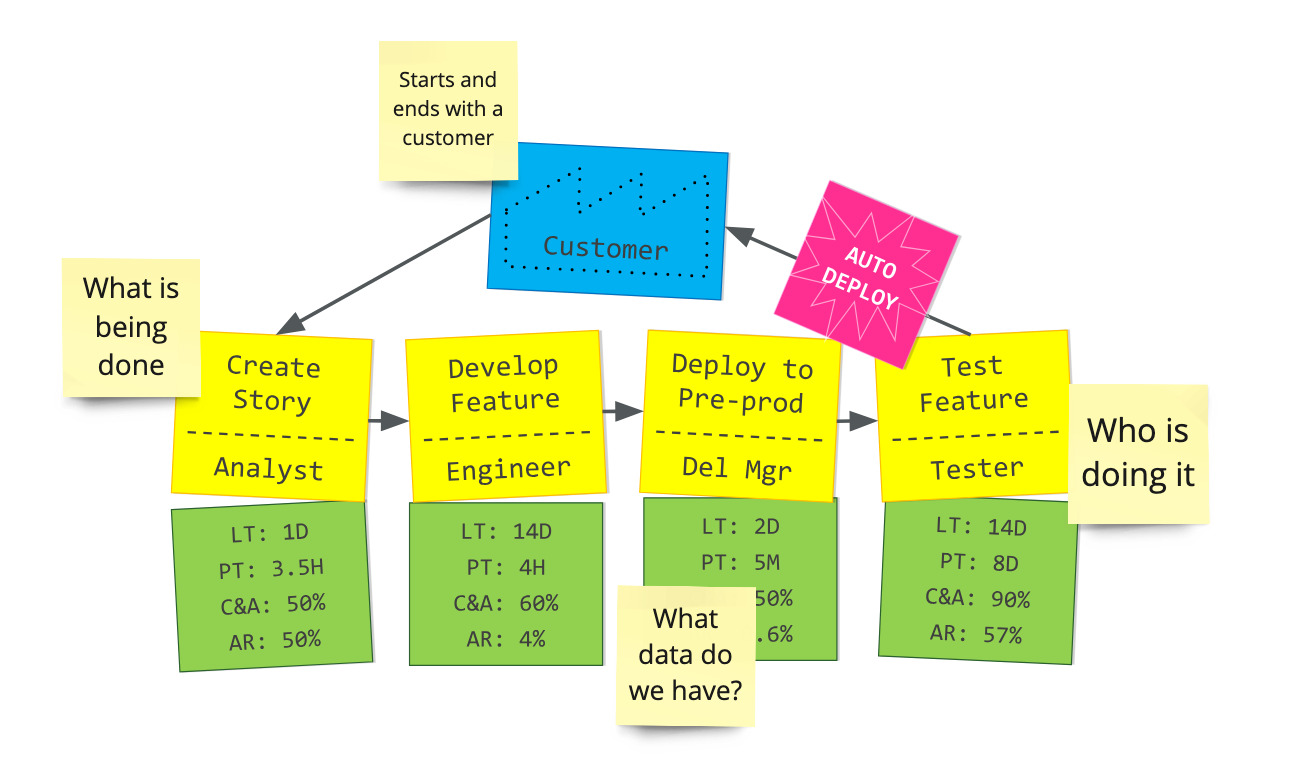 Starts and
ends with a
customer
Customer
AUTO
DEPLOY
What is
being
done
Create
Story
Analyst
Develop
Feature
Engineer
Deploy to
Pre-prod
Del Mgr
Test
Feature
Tester
Who is
doing it
LT: 1D
PT: 3.5H
C&A: 50%
AR: 50%
LT: 14D
PT: 4H
C&A: 60%
AR: 4%
LT: 2D
PT: 5M
50%
.6%
What
data do
we have?
LT: 14D
PT: 8D
C&A: 90%
AR: 57%